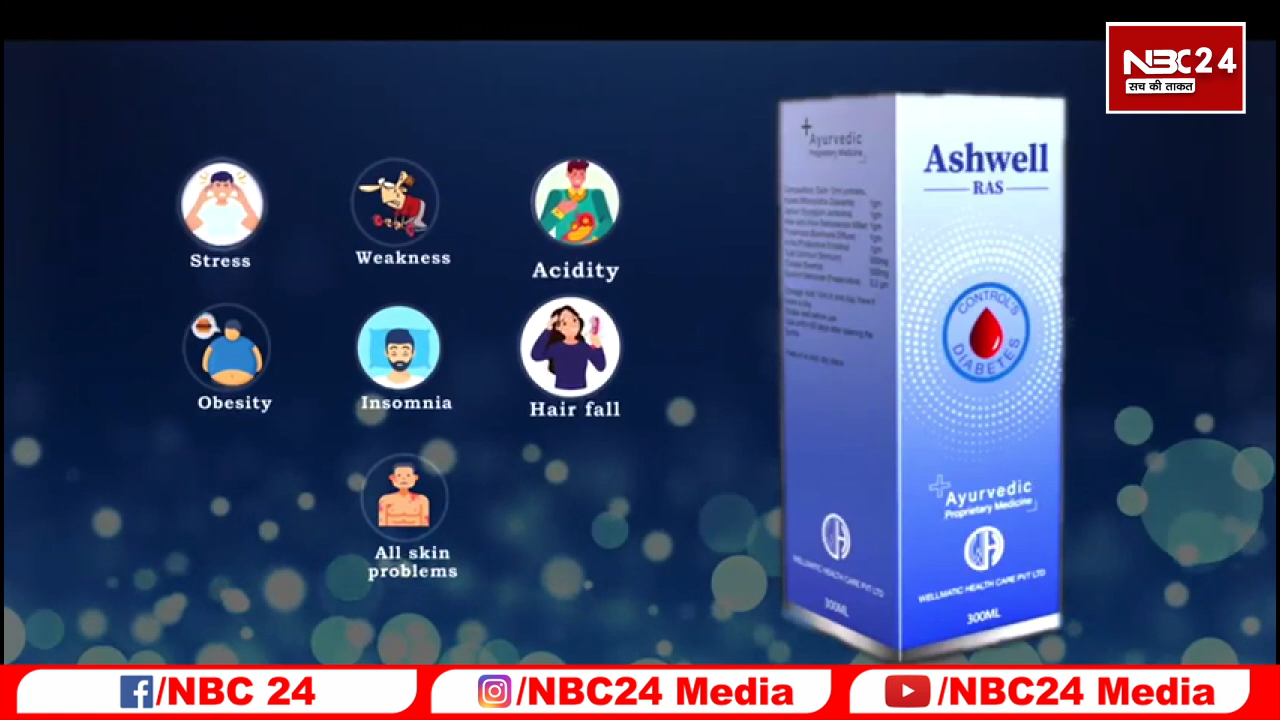 NBC24
सच की ताकत
Stress
Weakness
Acidity
Obesity
Insomnia
Hair fall
All skin
problems
Ayurvedic
Proprietary Medicine
WELLMATIC HEALTH CARE PVT LTD
300ML
Ashwell
RAS
CONTROL'S
DIABETES
Ayurvedic
Proprietary Medicine
WELLMATIC HEALTH CARE PVT LTD
300ML
/NBC 24
/NBC24 Media
/NBC24 Media